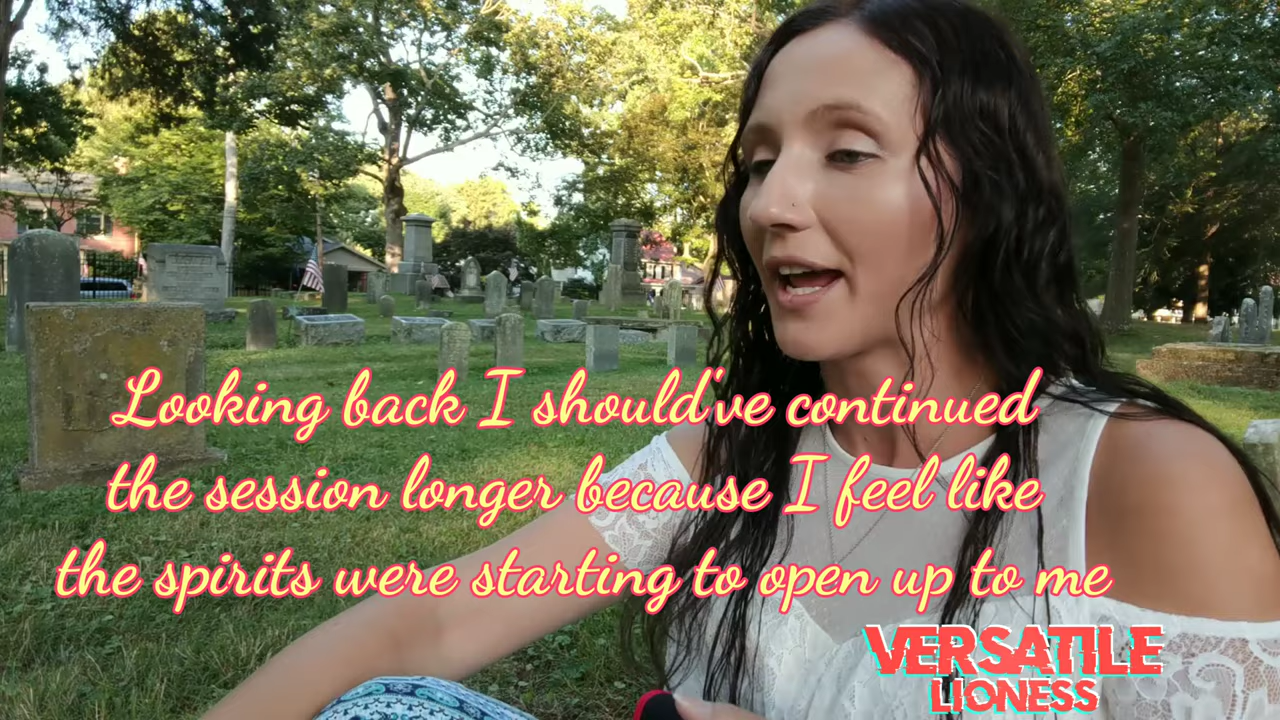 Looking back I should've continued
the session longer because I feel like
the spirits were starting to open up to me
VERSATILE
LIONESS